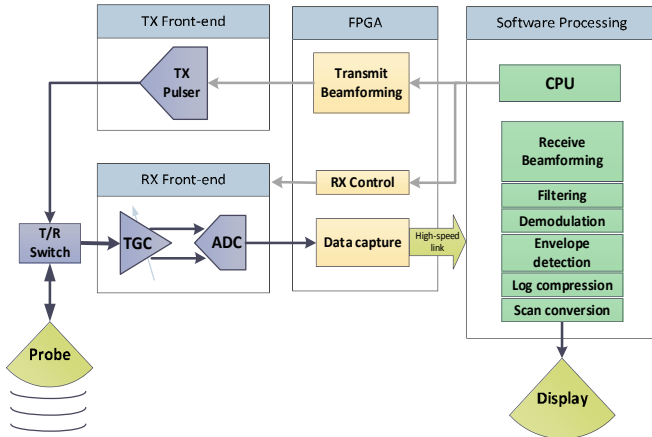 TX Front-end
FPGA
Software Processing
TX
Pulser
Transmit
Beamforming
CPU
Receive
Beamforming
RX Front-end
RX Control
Filtering
T/R
Switch
TGC
ADC
Data capture
High-speed
link
Demodulation
Envelope
detection
Log compression
Scan conversion
Probe
Display